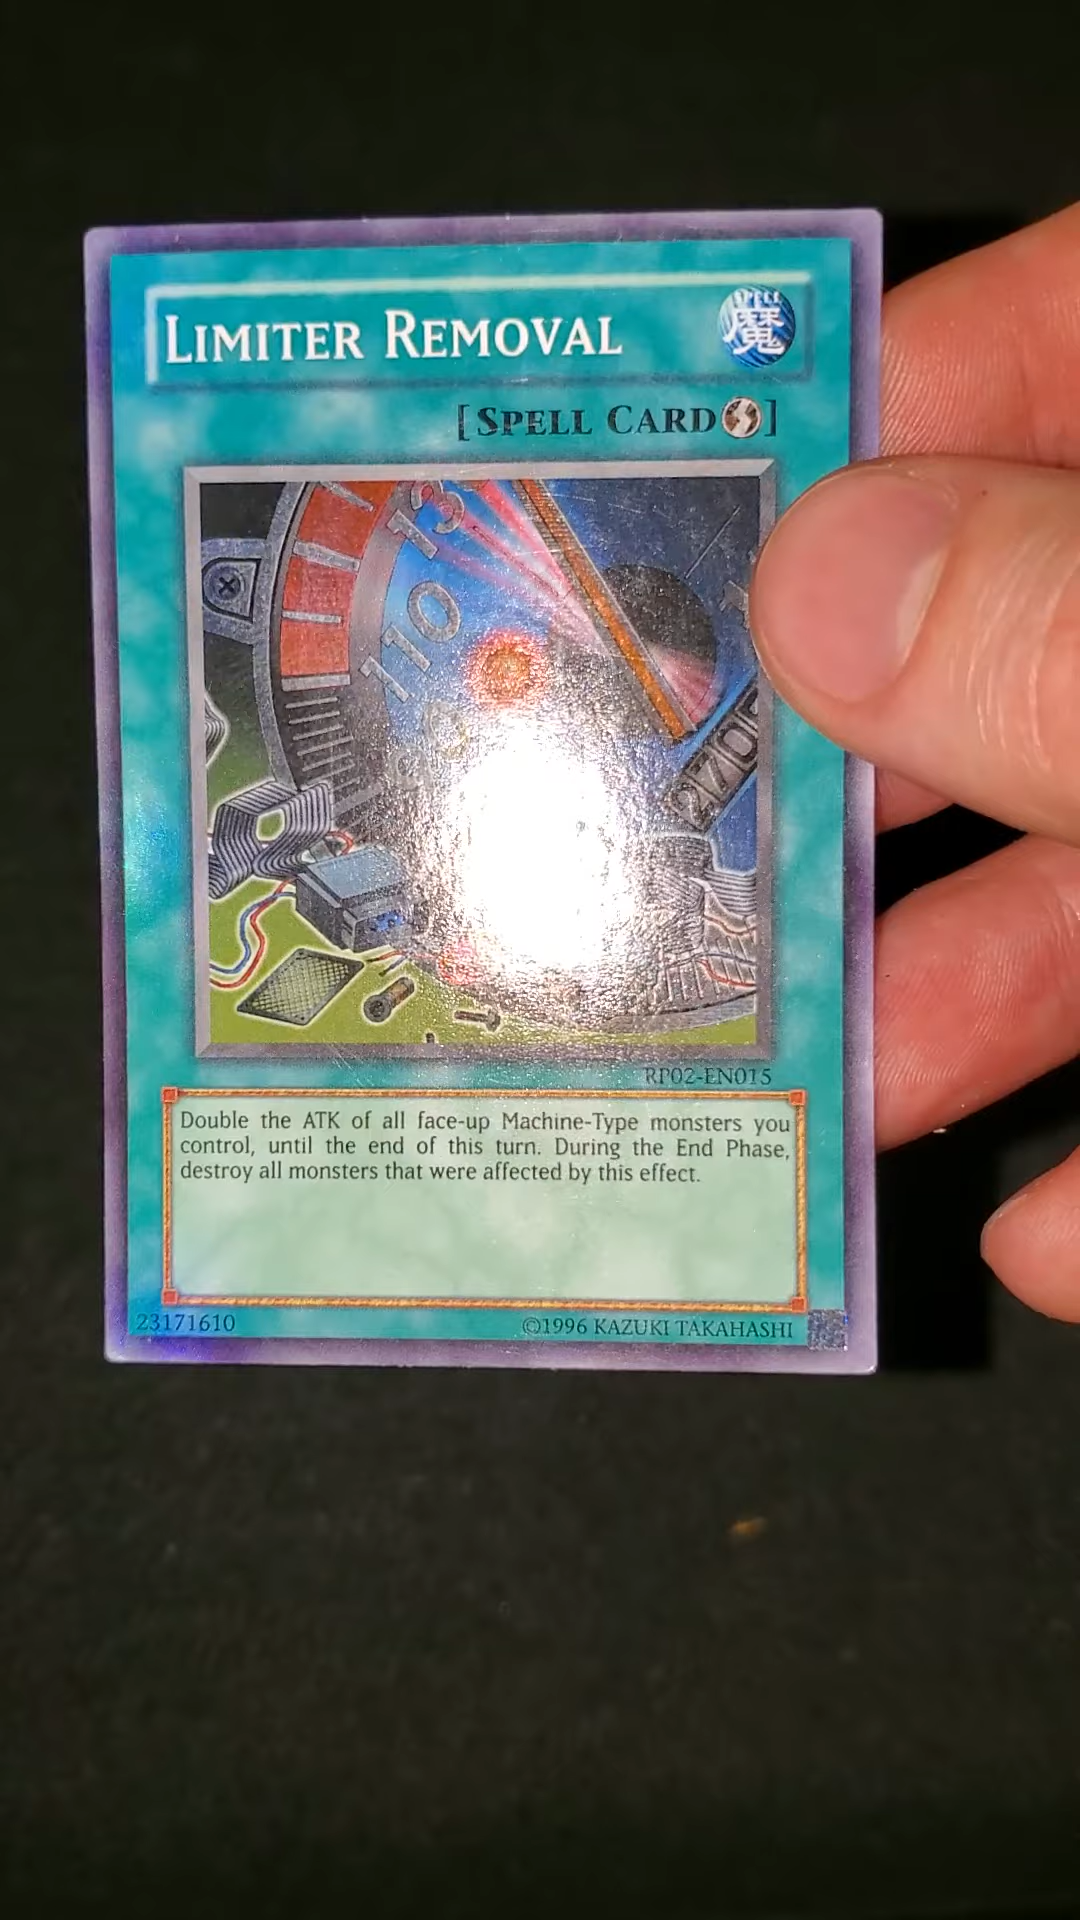 LIMITER REMOVAL
SPELL
魔
[SPELL CARD]
110
270
RP02-EN015
Double the ATK of all face-up Machine-Type monsters you
control, until the end of this turn. During the End Phase,
destroy all monsters that were affected by this effect.
23171610
©1996 KAZUKI TAKAHASHI